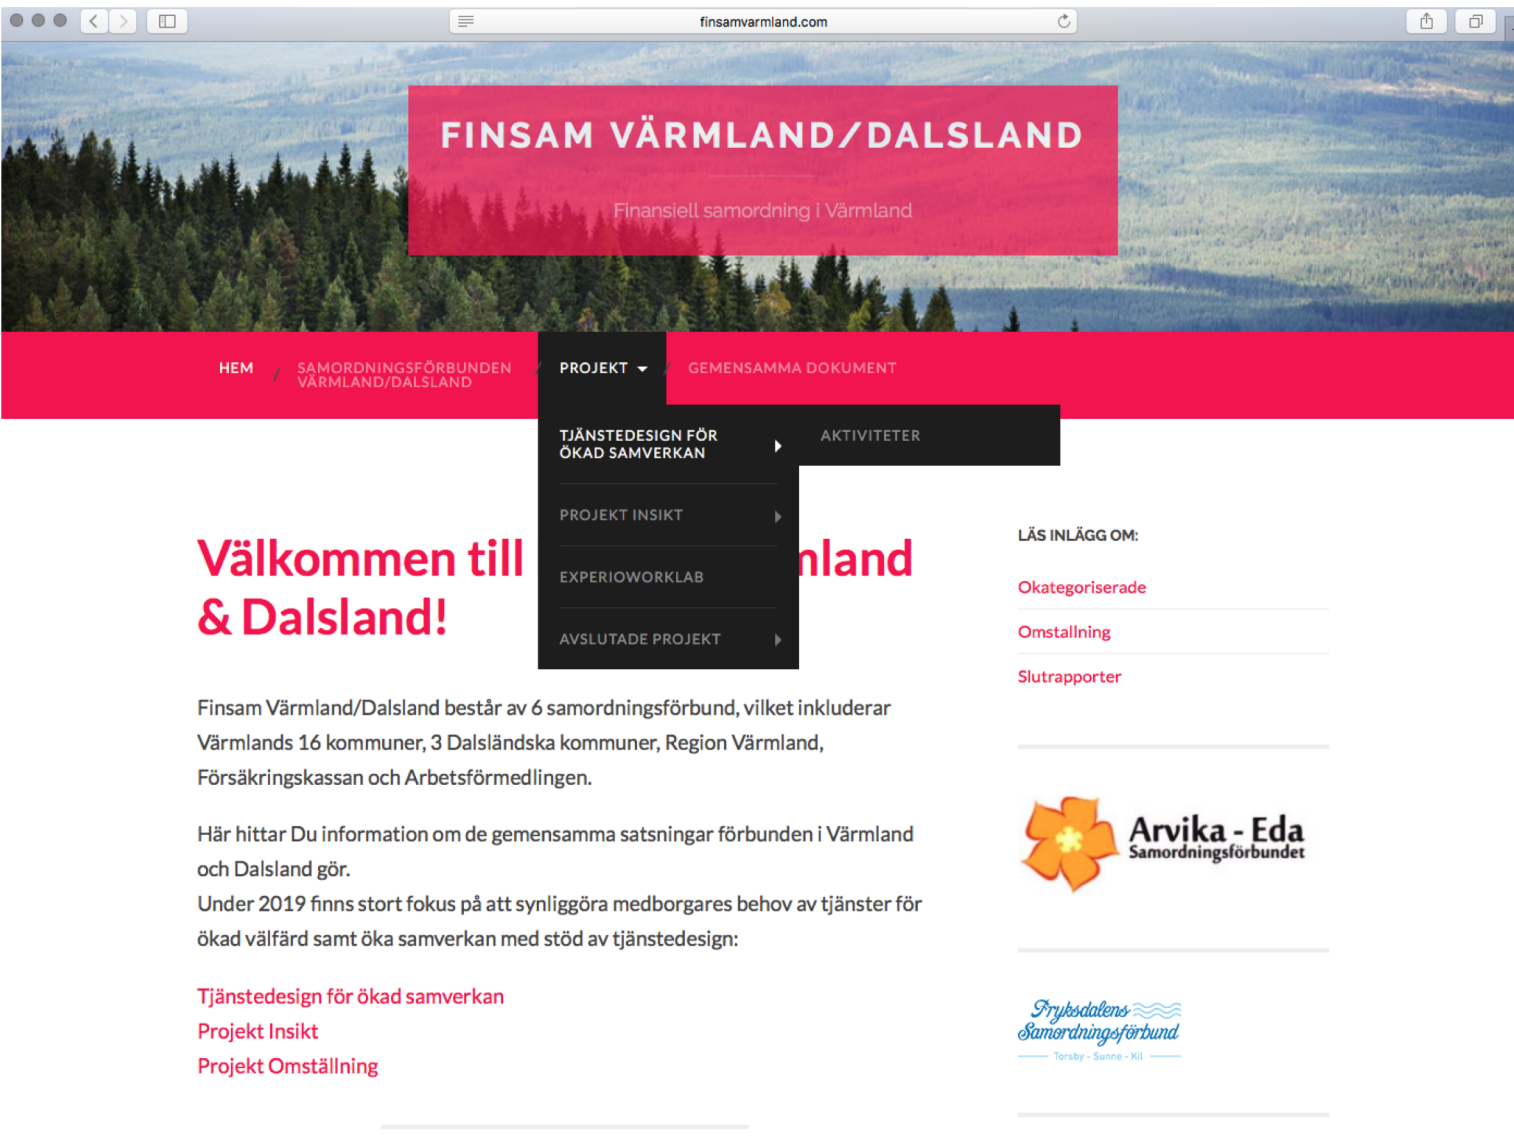 finsamvarmland.com
FINSAM VÄRMLAND/DALSLAND
Finansiell samordning i Värmland
HEM / SAMORDNINGSFÖRBUNDEN VÄRMLAND/DALSLAND / PROJEKT / GEMENSAMMA DOKUMENT
TJÄNSTEDESIGN FÖR
ÖKAD SAMVERKAN
AKTIVITETER
PROJEKT INSIKT
EXPERIOWORKLAB
AVSLUTADE PROJEKT
Välkommen till
& Dalsland!
Finsam Värmland/Dalsland består av 6 samordningsförbund, vilket inkluderar
Värmlands 16 kommuner, 3 Dalsländska kommuner, Region Värmland,
Försäkringskassan och Arbetsförmedlingen.
Här hittar Du information om de gemensamma satsningar förbunden i Värmland
och Dalsland gör.
Under 2019 finns stort fokus på att synliggöra medborgares behov av tjänster för
ökad välfärd samt öka samverkan med stöd av tjänstedesign:
Tjänstedesign för ökad samverkan
Projekt Insikt
Projekt Omställning
LÄS INLÄGG OM:
Okategoriserade
Omstallning
Slutrapporter
Arvika - Eda
Samordningsförbundet
Fryksdalens
Samordningsförbund
Torsby - Sunne - Kil